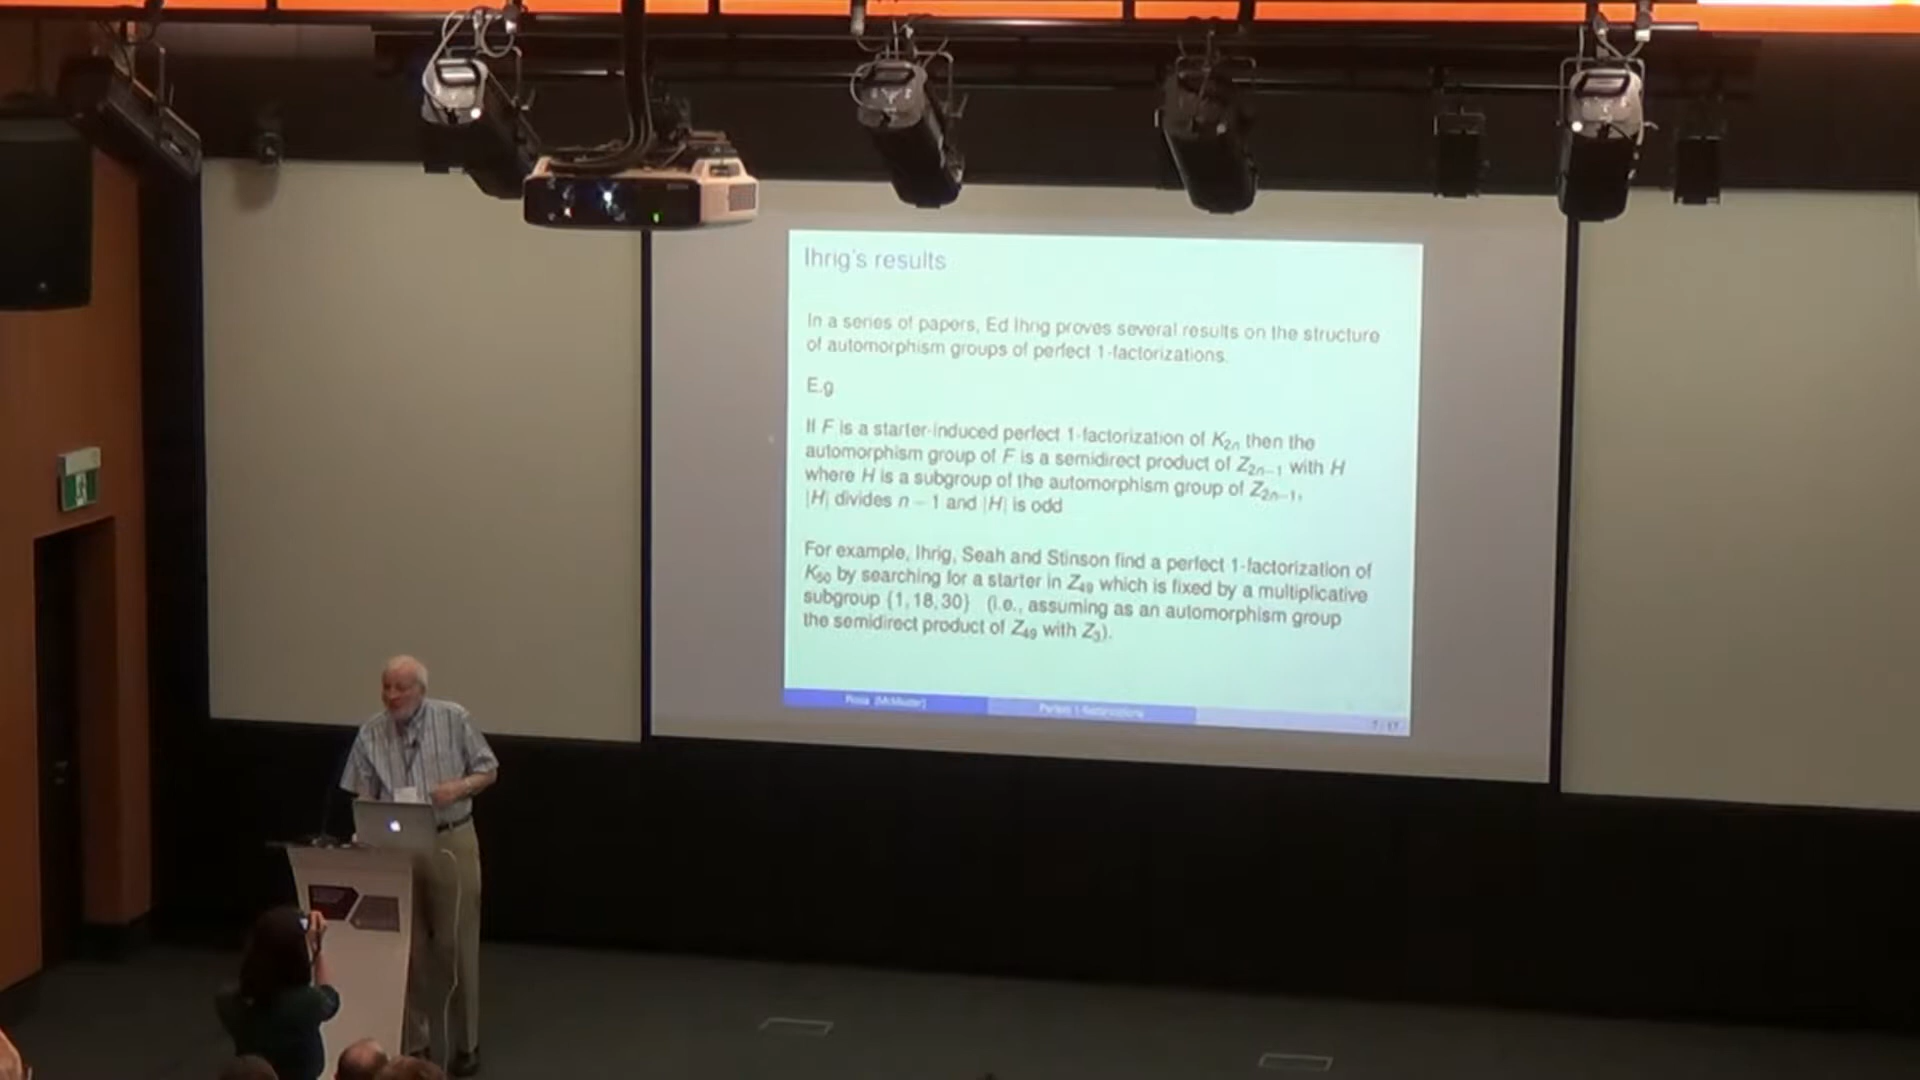 Ihrig's results
In a series of papers, Ed Ihrig proves several results on the structure
of automorphism groups of perfect 1-factorizations.
E.g
If F is a starter-induced perfect 1-factorization of K₂ₙ then the
automorphism group of F is a semidirect product of Z₂ₙ₋₁ with H
where H is a subgroup of the automorphism group of Z₂ₙ₋₁,
|H| divides n − 1 and |H| is odd
For example, Ihrig, Seah and Stinson find a perfect 1-factorization of
K₅₀ by searching for a starter in Z₄₉ which is fixed by a multiplicative
subgroup {1, 18, 30} (i.e., assuming as an automorphism group
the semidirect product of Z₄₉ with Z₃).
Rosa (McMaster) Perfect 1-factorizations 7 / 17